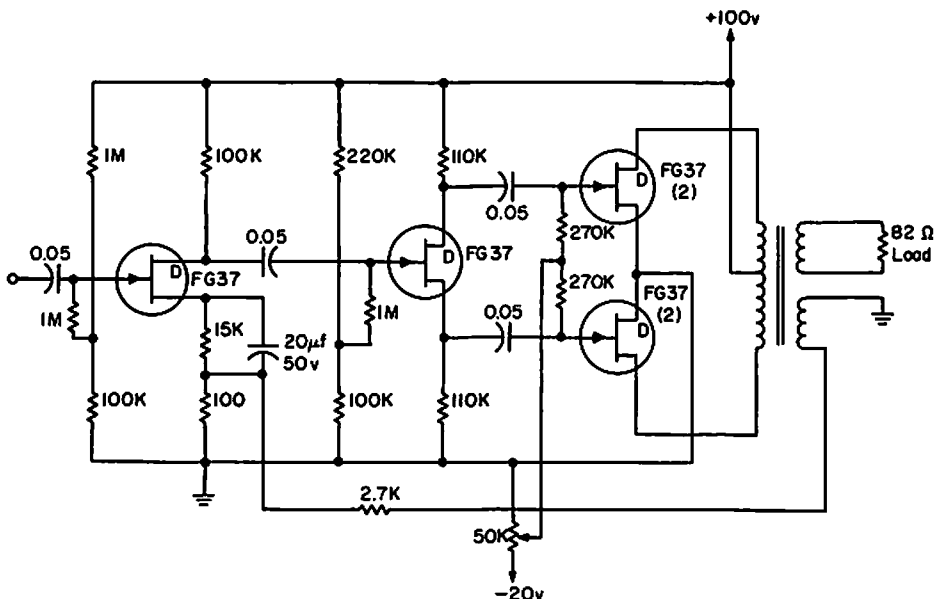 +100v
1M
100K
220K
110K
D
FG37
(2)
0.05
270K
82 Ω
Load
0.05
0.05
D
FG37
D
FG37
270K
1M
15K
1M
0.05
FG37
(2)
D
20μf
50v
100K
100
100K
110K
2.7K
50K
-20v